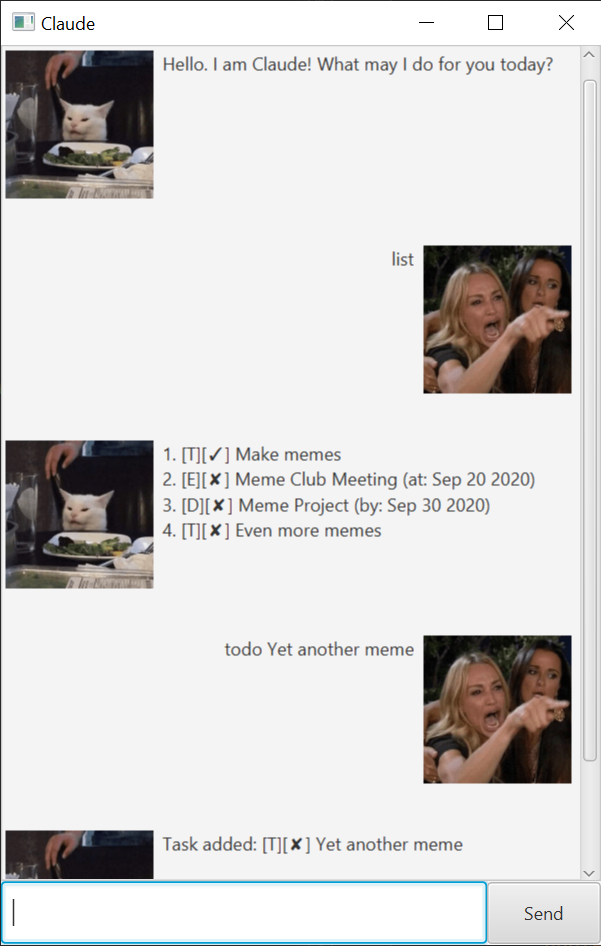 Claude
Hello. I am Claude! What may I do for you today?
list
1. [T][✓] Make memes
2. [E][✘] Meme Club Meeting (at: Sep 20 2020)
3. [D][✘] Meme Project (by: Sep 30 2020)
4. [T][✘] Even more memes
todo Yet another meme
Task added: [T][✘] Yet another meme
Send